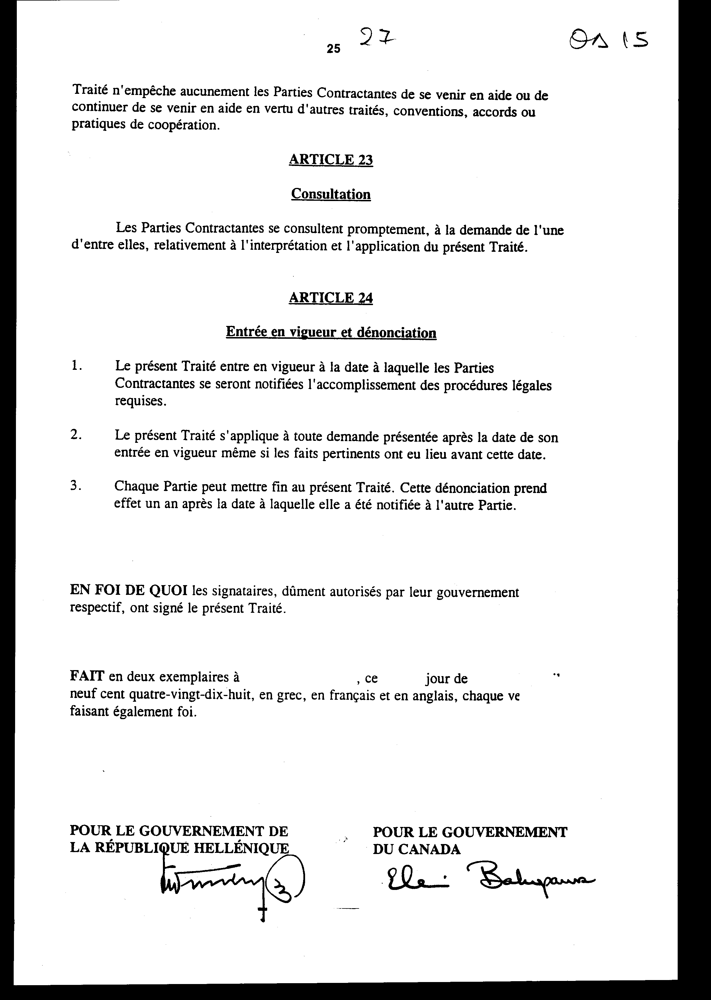 25
27
15
Traité n'empêche aucunement les Parties Contractantes de se venir en aide ou de
continuer de se venir en aide en vertu d'autres traités, conventions, accords ou
pratiques de coopération.
ARTICLE 23
Consultation
Les Parties Contractantes se consultent promptement, à la demande de l'une
d'entre elles, relativement à l'interprétation et l'application du présent Traité.
ARTICLE 24
Entrée en vigueur et dénonciation
1. Le présent Traité entre en vigueur à la date à laquelle les Parties
Contractantes se seront notifiées l'accomplissement des procédures légales
requises.
2. Le présent Traité s'applique à toute demande présentée après la date de son
entrée en vigueur même si les faits pertinents ont eu lieu avant cette date.
3. Chaque Partie peut mettre fin au présent Traité. Cette dénonciation prend
effet un an après la date à laquelle elle a été notifiée à l'autre Partie.
EN FOI DE QUOI les signataires, dûment autorisés par leur gouvernement
respectif, ont signé le présent Traité.
FAIT en deux exemplaires à , ce jour de
neuf cent quatre-vingt-dix-huit, en grec, en français et en anglais, chaque ve
faisant également foi.
POUR LE GOUVERNEMENT DE
LA RÉPUBLIQUE HELLÉNIQUE
POUR LE GOUVERNEMENT
DU CANADA